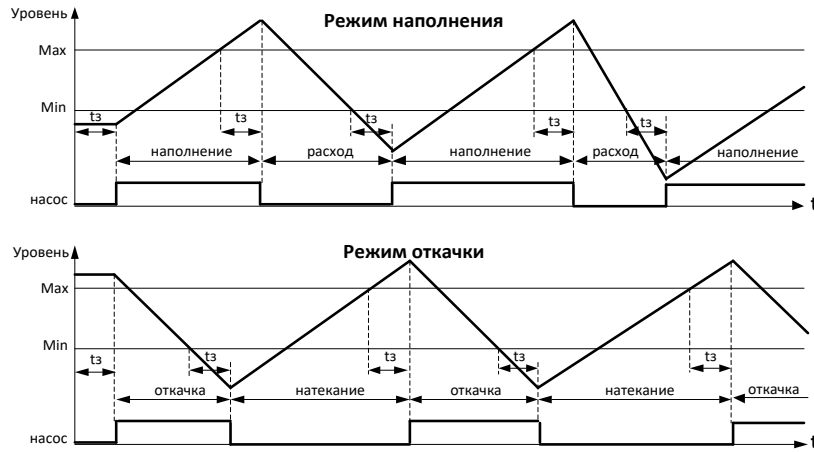 Уровень
Режим наполнения
Max
Min
tз
tз
tз
tз
tз
наполнение
расход
наполнение
расход
наполнение
насос
t
Уровень
Режим откачки
Max
Min
tз
tз
tз
tз
tз
откачка
натекание
откачка
натекание
откачка
насос
t